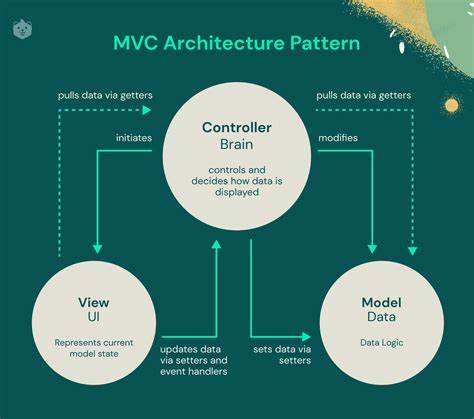 MVC Architecture Pattern
pulls data via getters
pulls data via getters
initiates
modifies
Controller
Brain
controls and
decides how data is
displayed
View
UI
Represents current
model state
Model
Data
Data Logic
updates data
via setters and
event handlers
sets data via
setters